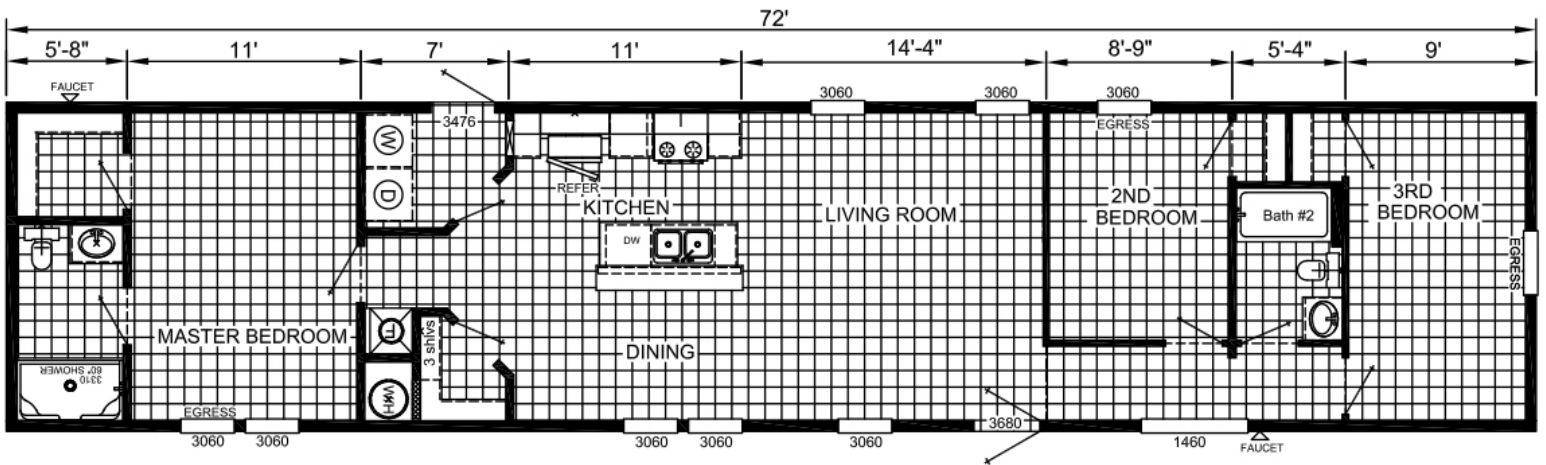 72'
5'-8" 11' 7' 11' 14'-4" 8'-9" 5'-4" 9'
FAUCET
3060 3060 3060
3476
EGRESS
W
D
REFER
KITCHEN
LIVING ROOM
2ND
BEDROOM
Bath #2
3RD
BEDROOM
DW
EGRESS
MASTER BEDROOM
3 shlvs
DINING
3310
60" SHOWER
WH
EGRESS
3060 3060
3060 3060
3060
3680
1460
FAUCET